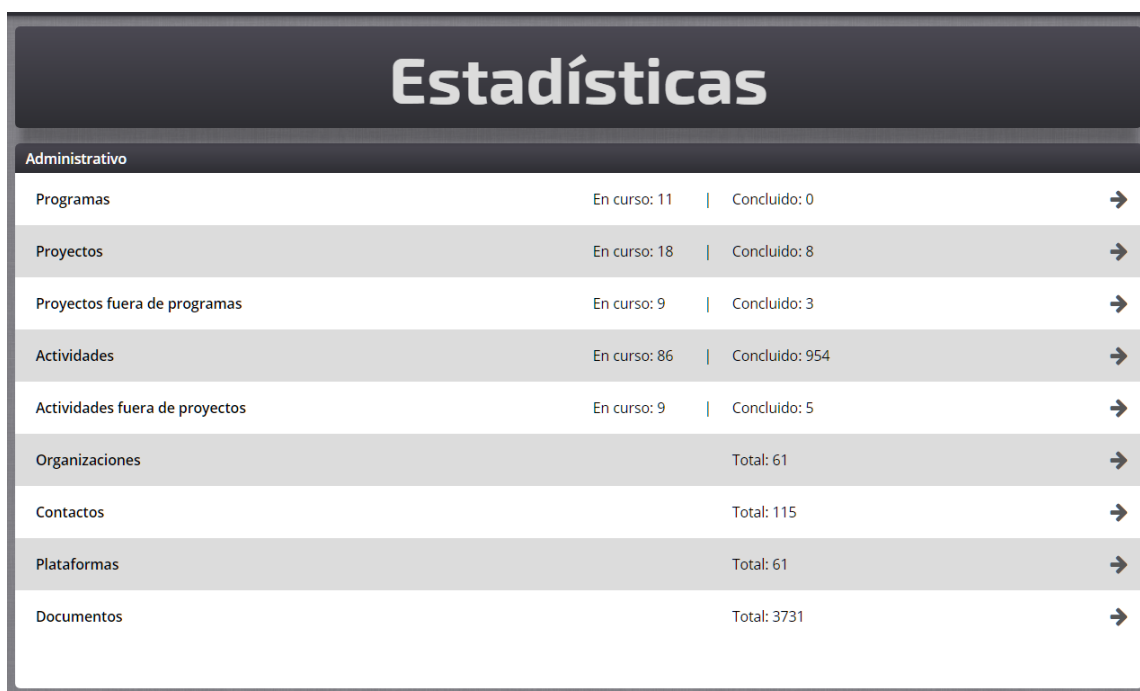 Estadísticas
Administrativo
Programas En curso: 11 | Concluido: 0
Proyectos En curso: 18 | Concluido: 8
Proyectos fuera de programas En curso: 9 | Concluido: 3
Actividades En curso: 86 | Concluido: 954
Actividades fuera de proyectos En curso: 9 | Concluido: 5
Organizaciones Total: 61
Contactos Total: 115
Plataformas Total: 61
Documentos Total: 3731